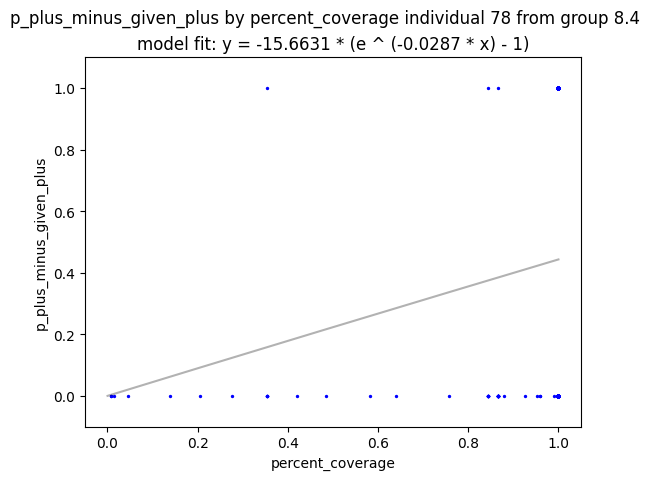 p_plus_minus_given_plus by percent_coverage individual 78 from group 8.4
model fit: y = -15.6631 * (e ^ (-0.0287 * x) - 1)
1.0
0.8
0.6
0.4
0.2
0.0
p_plus_minus_given_plus
0.0 0.2 0.4 0.6 0.8 1.0
percent_coverage